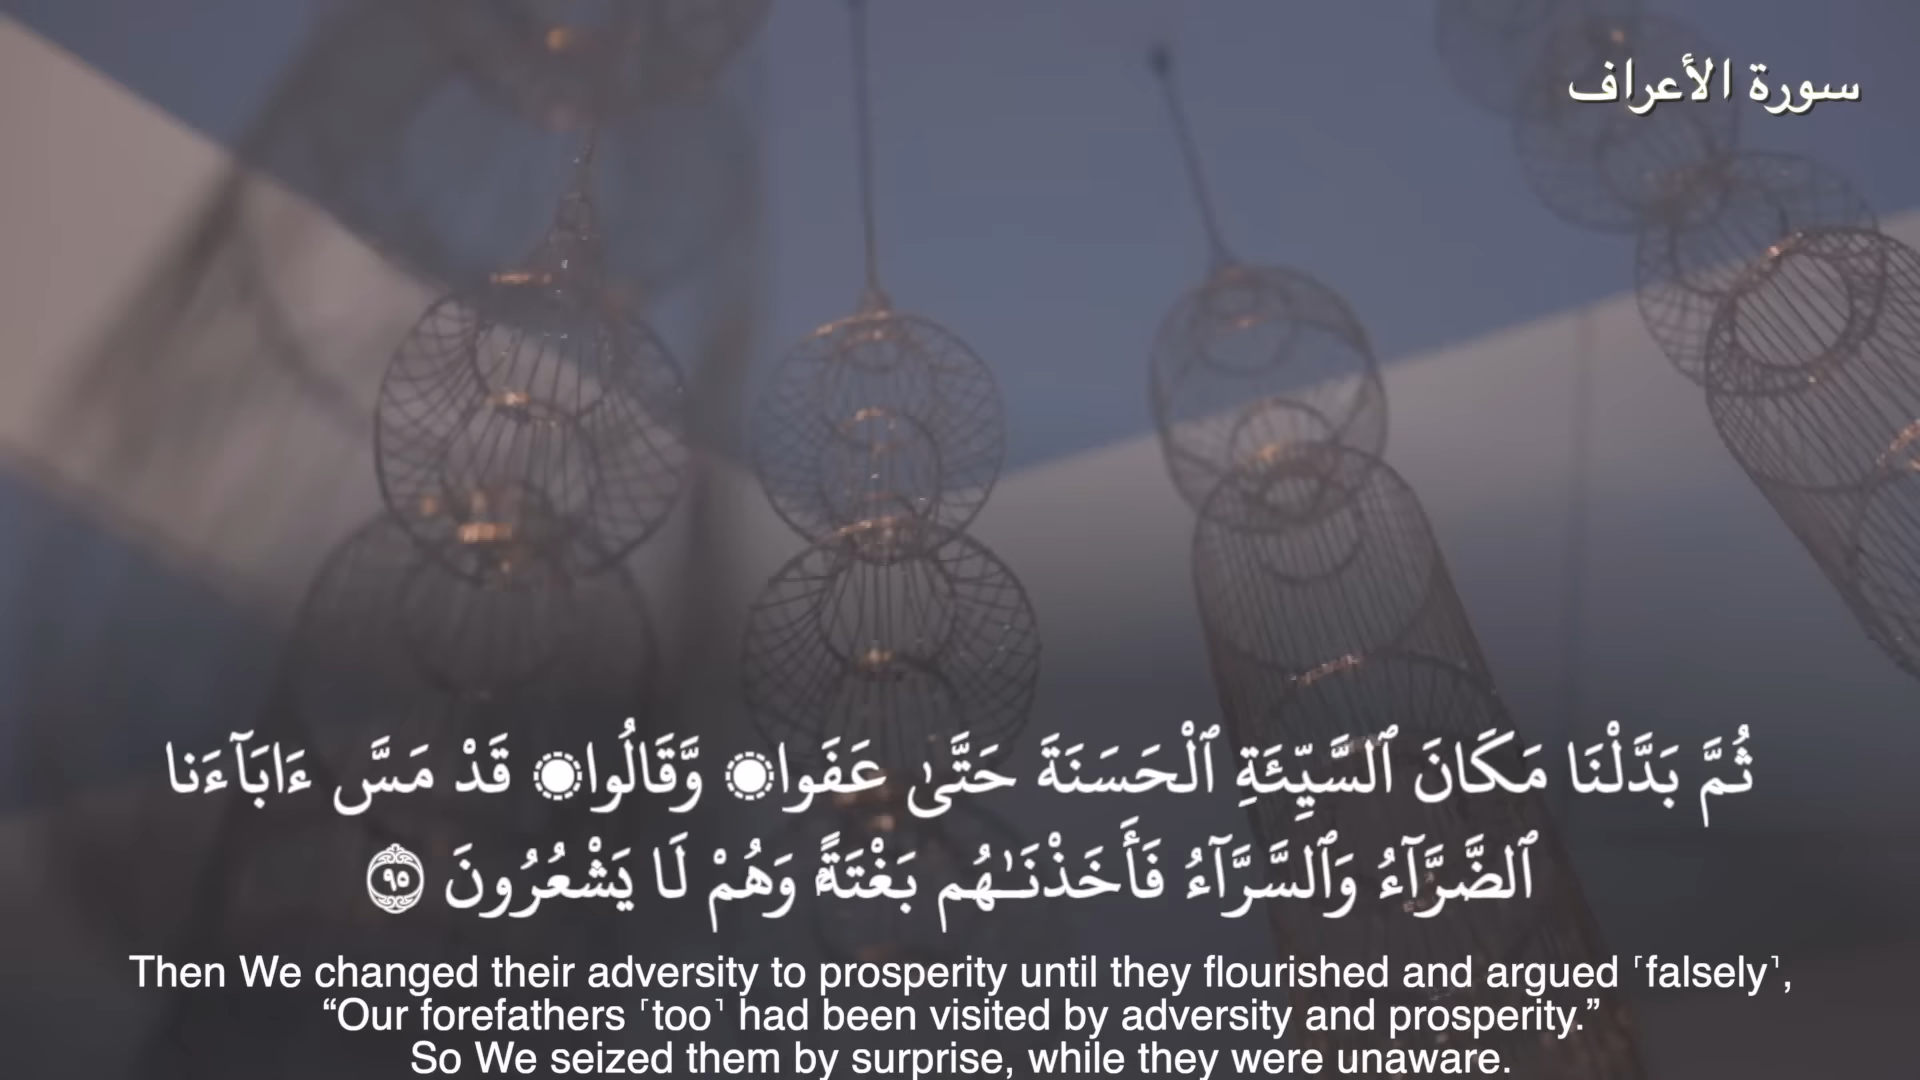 سورة الأعراف
ثُمَّ بَدَّلْنَا مَكَانَ ٱلسَّيِّئَةِ ٱلْحَسَنَةَ حَتَّىٰ عَفَوا۟ وَّقَالُوا۟ قَدْ مَسَّ ءَابَآءَنَا
ٱلضَّرَّآءُ وَٱلسَّرَّآءُ فَأَخَذْنَـٰهُم بَغْتَةًۭ وَهُمْ لَا يَشْعُرُونَ ٩٥
Then We changed their adversity to prosperity until they flourished and argued ˹falsely˺,
“Our forefathers ˹too˺ had been visited by adversity and prosperity.”
So We seized them by surprise, while they were unaware.